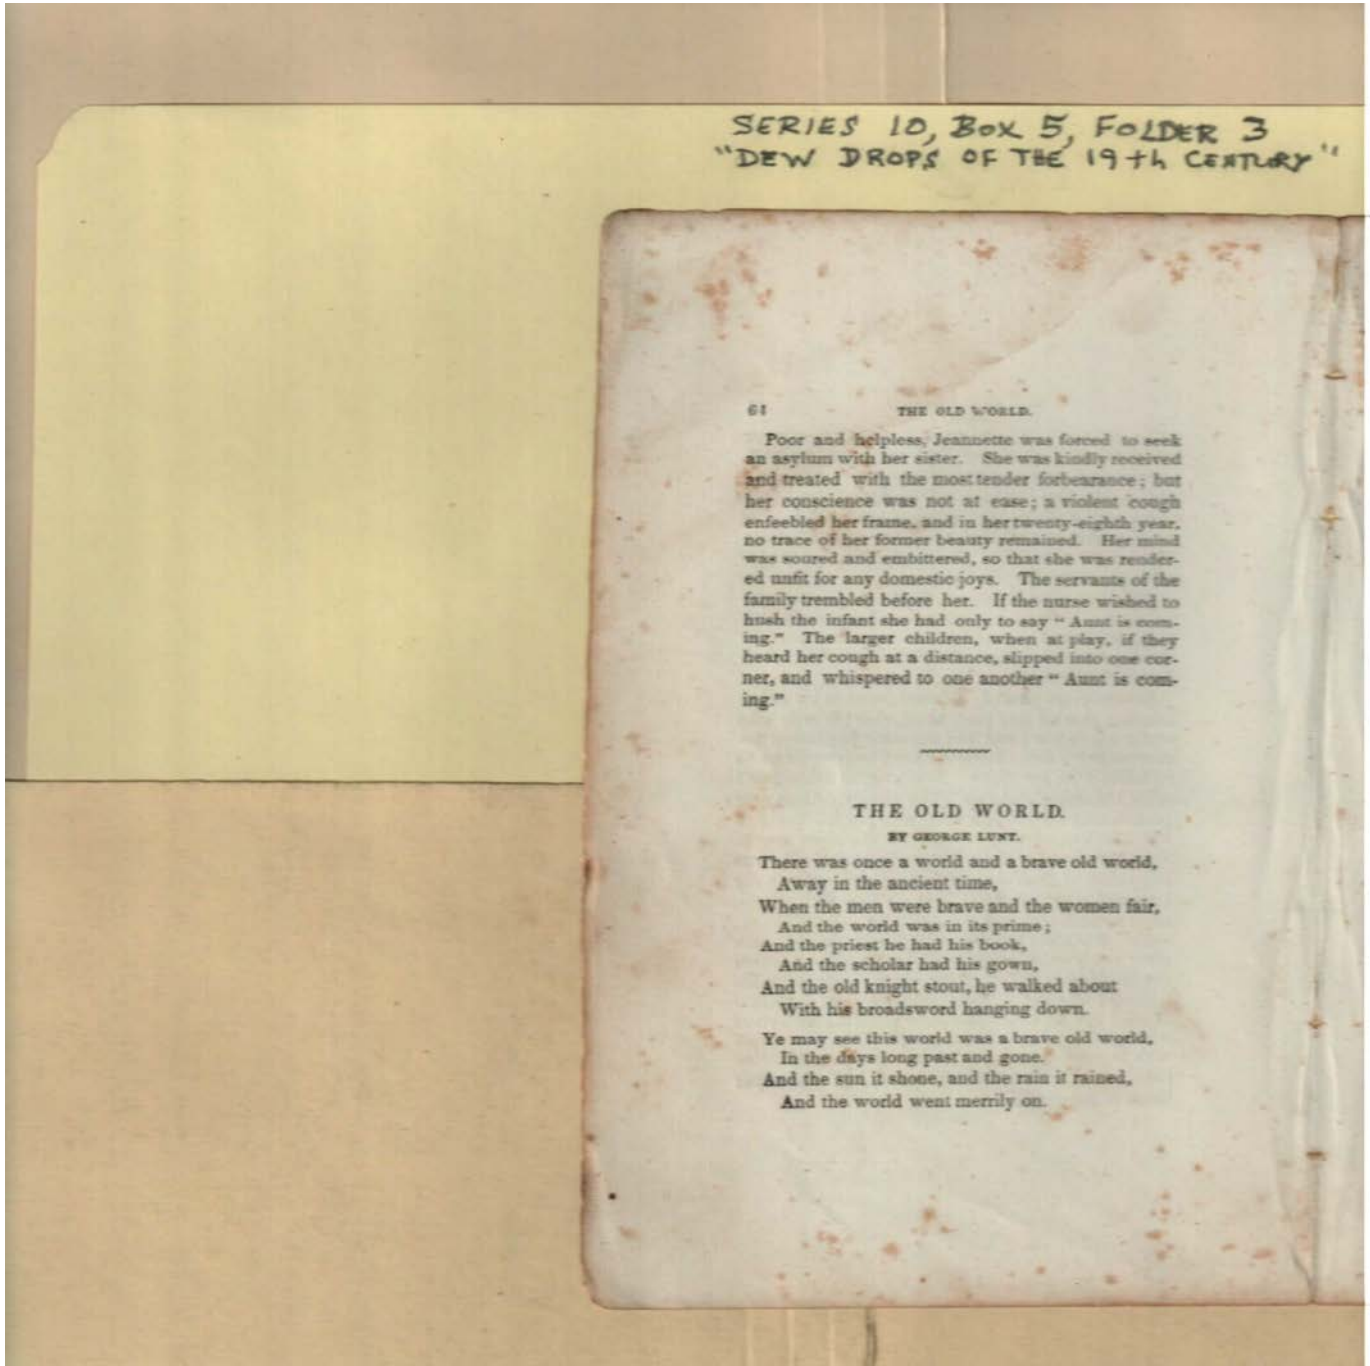 SERIES 10, BOX 5, FOLDER 3
"DEW DROPS OF THE 19th CENTURY"
64 THE OLD WORLD.
Poor and helpless, Jeannette was forced to seek
an asylum with her sister. She was kindly received
and treated with the most tender forbearance; but
her conscience was not at ease; a violent cough
enfeebled her frame, and in her twenty-eighth year,
no trace of her former beauty remained. Her mind
was soured and embittered, so that she was render-
ed unfit for any domestic joys. The servants of the
family trembled before her. If the nurse wished to
hush the infant she had only to say "Aunt is com-
ing." The larger children, when at play, if they
heard her cough at a distance, slipped into one cor-
ner, and whispered to one another "Aunt is com-
ing."
THE OLD WORLD.
BY GEORGE LUNT.
There was once a world and a brave old world,
Away in the ancient time,
When the men were brave and the women fair,
And the world was in its prime;
And the priest he had his book,
And the scholar had his gown,
And the old knight stout, he walked about
With his broadsword hanging down.
Ye may see this world was a brave old world,
In the days long past and gone.
And the sun it shone, and the rain it rained,
And the world went merrily on.